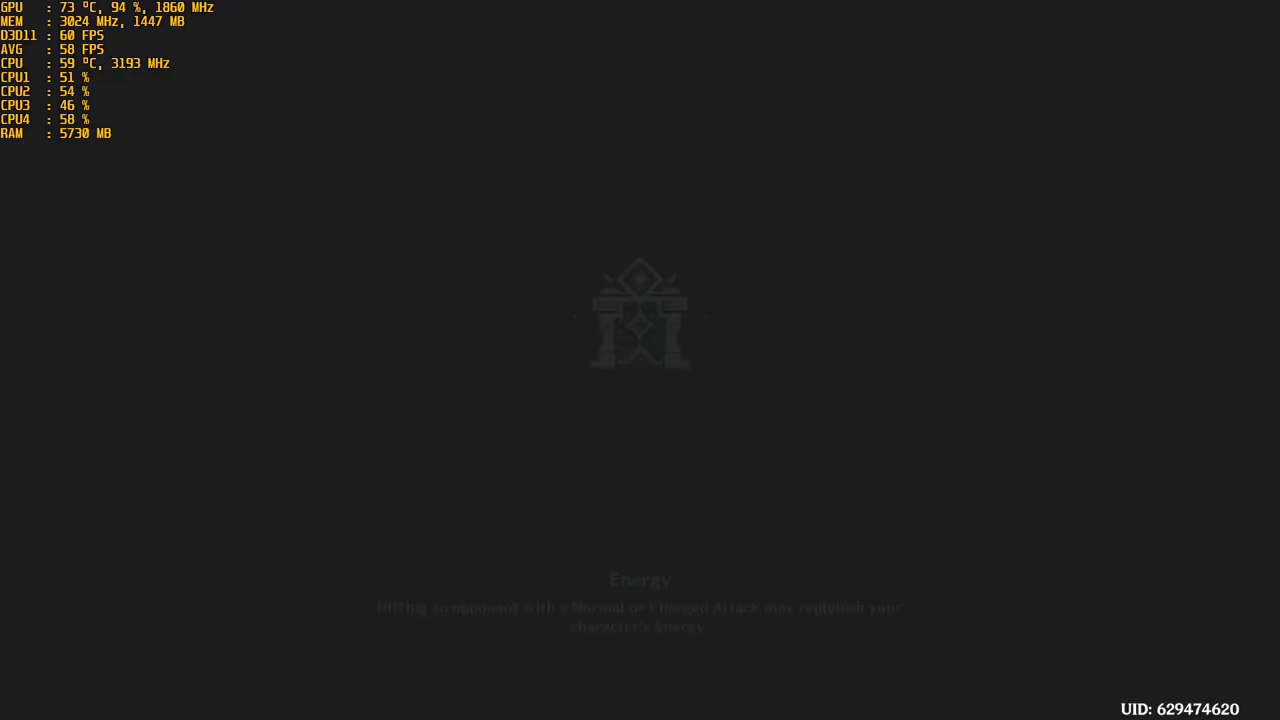 GPU : 73 ºC, 94 %, 1860 MHz
MEM : 3024 MHz, 1447 MB
D3D11 : 60 FPS
AVG : 58 FPS
CPU : 59 ºC, 3193 MHz
CPU1 : 51 %
CPU2 : 54 %
CPU3 : 46 %
CPU4 : 58 %
RAM : 5730 MB
Energy
Hitting an opponent with a Normal or Charged Attack may replenish your
character's Energy
UID: 629474620